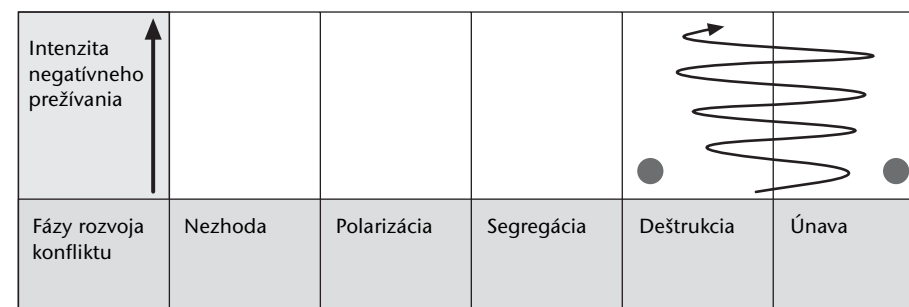 Intenzita
negatívneho
prežívania
Fázy rozvoja
konfliktu
Nezhoda
Polarizácia
Segregácia
Deštrukcia
Únava